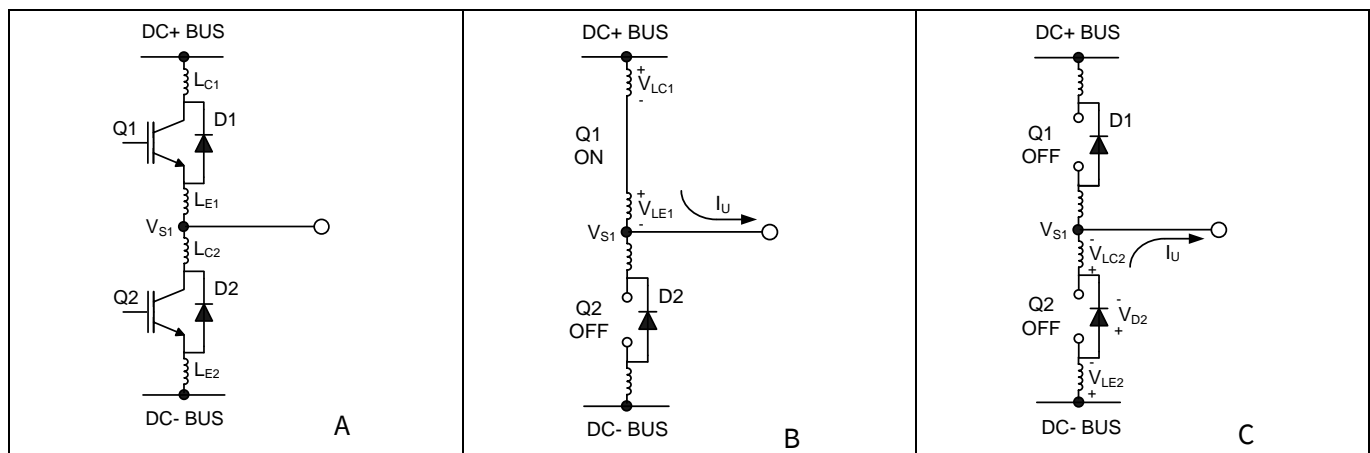 DC+ BUS
L_C1
Q1
D1
L_E1
V_S1
L_C2
Q2
D2
L_E2
DC- BUS
A
DC+ BUS
+
V_LC1
-
Q1
ON
+
V_LE1
-
I_U
V_S1
Q2
OFF
D2
DC- BUS
B
DC+ BUS
Q1
OFF
D1
V_S1
-
V_LC2
+
I_U
Q2
OFF
-
V_D2
+
-
V_LE2
+
DC- BUS
C